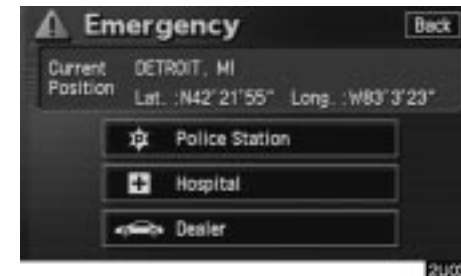 Emergency
Back
Current Position
DETROIT, MI
Lat. :N42°21'55" Long. :W83°3'23"
Police Station
Hospital
Dealer